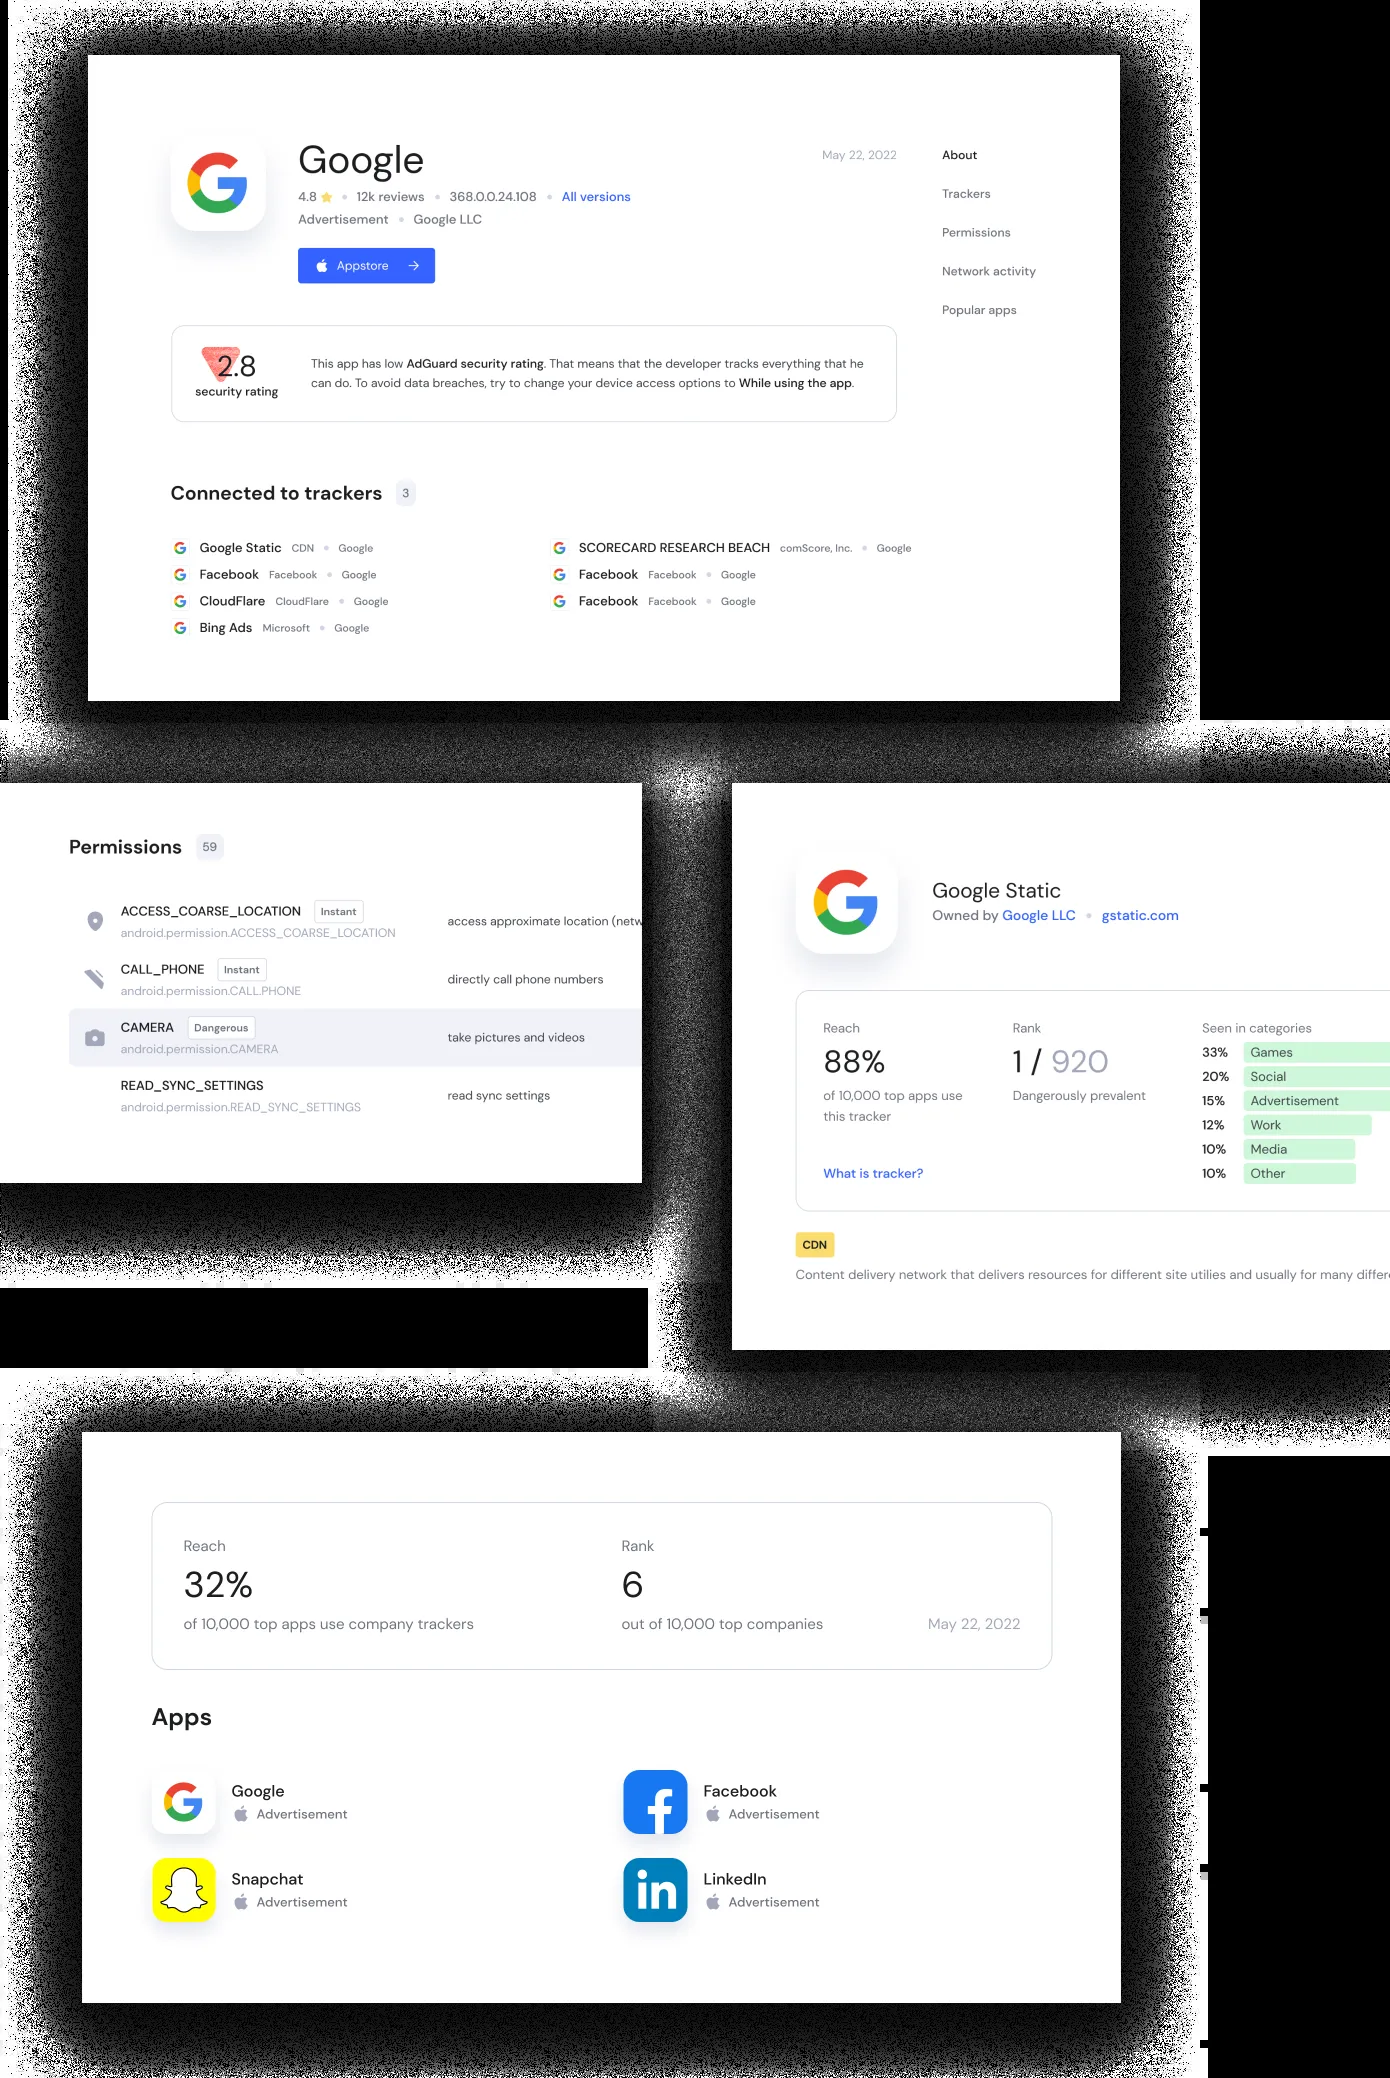 Google
4.8 • 12k reviews • 368.0.0.24.108 • All versions
Advertisement • Google LLC
Appstore →
May 22, 2022
About
Trackers
Permissions
Network activity
Popular apps
2.8
security rating
This app has low AdGuard security rating. That means that the developer tracks everything that he
can do. To avoid data breaches, try to change your device access options to While using the app.
Connected to trackers 3
Google Static CDN • Google
Facebook Facebook • Google
CloudFlare CloudFlare • Google
Bing Ads Microsoft • Google
SCORECARD RESEARCH BEACH comScore, Inc. • Google
Facebook Facebook • Google
Facebook Facebook • Google
Permissions 59
ACCESS_COARSE_LOCATION Instant
android.permission.ACCESS_COARSE_LOCATION
access approximate location (netw
CALL_PHONE Instant
android.permission.CALL.PHONE
directly call phone numbers
CAMERA Dangerous
android.permission.CAMERA
take pictures and videos
READ_SYNC_SETTINGS
android.permission.READ_SYNC_SETTINGS
read sync settings
Google Static
Owned by Google LLC • gstatic.com
Reach
88%
of 10,000 top apps use
this tracker
What is tracker?
Rank
1 / 920
Dangerously prevalent
Seen in categories
33% Games
20% Social
15% Advertisement
12% Work
10% Media
10% Other
CDN
Content delivery network that delivers resources for different site utilies and usually for many differe
Reach
32%
of 10,000 top apps use company trackers
Rank
6
out of 10,000 top companies
May 22, 2022
Apps
Google
Advertisement
Facebook
Advertisement
Snapchat
Advertisement
LinkedIn
Advertisement